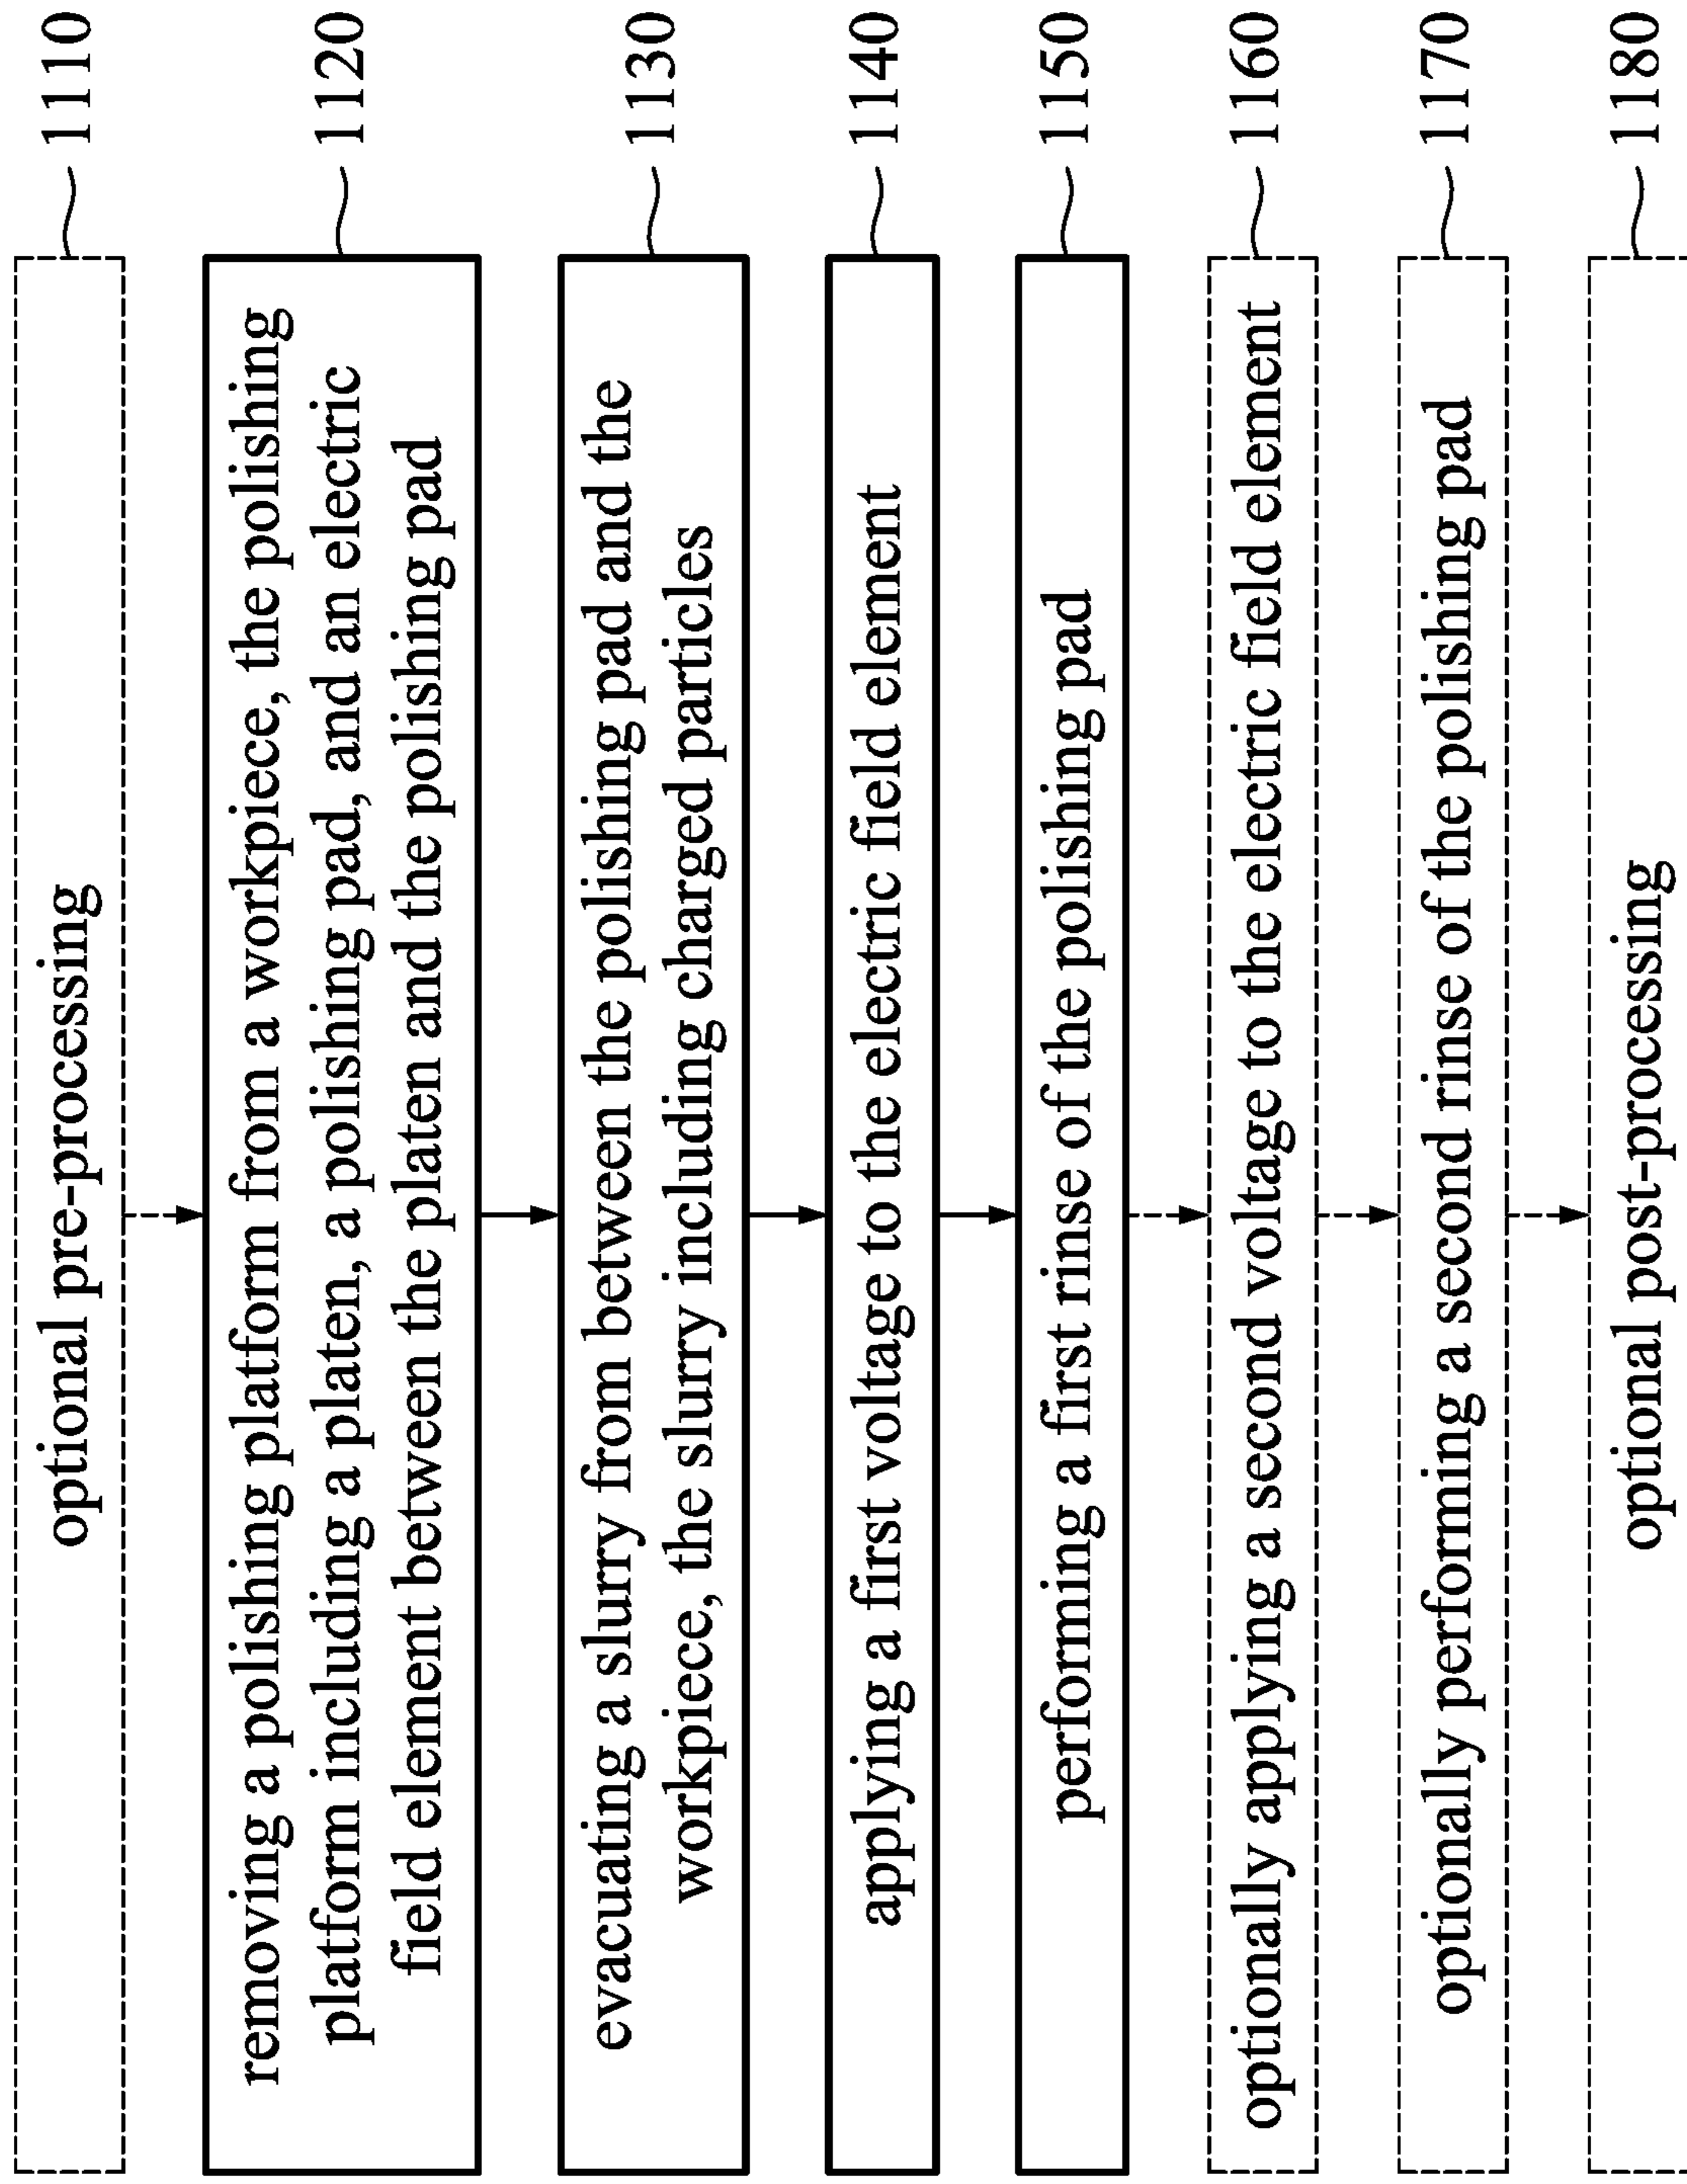 optional pre-processing
1110
removing a polishing platform from a workpiece, the polishing
platform including a platen, a polishing pad, and an electric
field element between the platen and the polishing pad
1120
evacuating a slurry from between the polishing pad and the
workpiece, the slurry including charged particles
1130
applying a first voltage to the electric field element
1140
performing a first rinse of the polishing pad
1150
optionally applying a second voltage to the electric field element
1160
optionally performing a second rinse of the polishing pad
1170
optional post-processing
1180